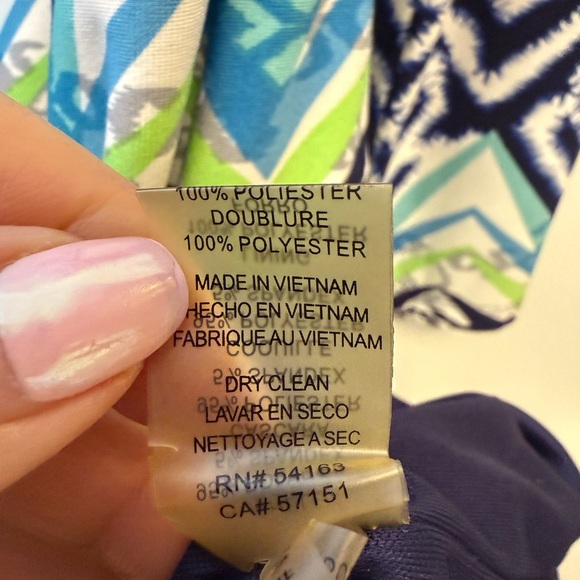 100% POLIESTER
DOUBLURE
100% POLYESTER
MADE IN VIETNAM
HECHO EN VIETNAM
FABRIQUE AU VIETNAM
DRY CLEAN
LAVAR EN SECO
NETTOYAGE A SEC
RN# 54163
CA# 57151